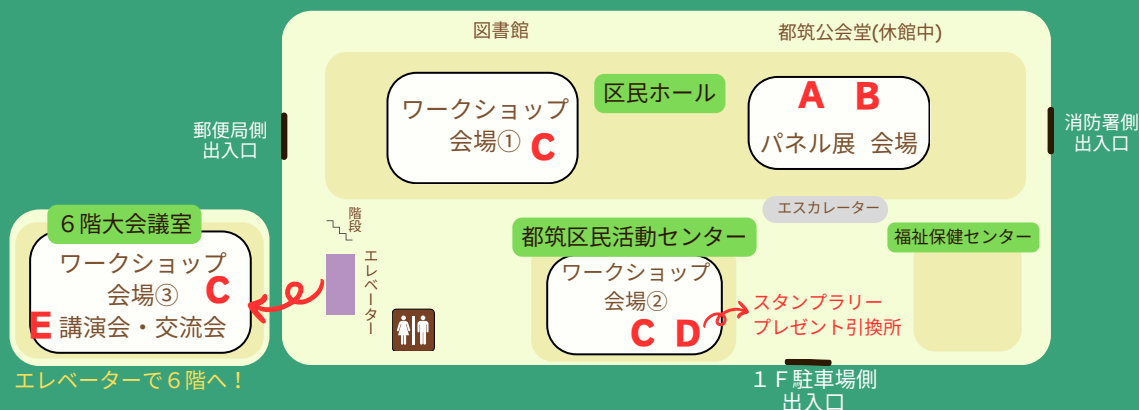 図書館
都筑公会堂(休館中)
ワークショップ
会場① C
区民ホール
A B
パネル展 会場
郵便局側
出入口
消防署側
出入口
エスカレーター
階段
エレベーター
6階大会議室
ワークショップ
会場③ C
E 講演会・交流会
エレベーターで6階へ!
都筑区民活動センター
ワークショップ
会場②
C D
スタンプラリー
プレゼント引換所
福祉保健センター
1F駐車場側
出入口